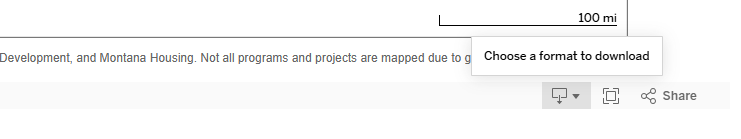 100 mi
Development, and Montana Housing. Not all programs and projects are mapped due to g
Choose a format to download
Share